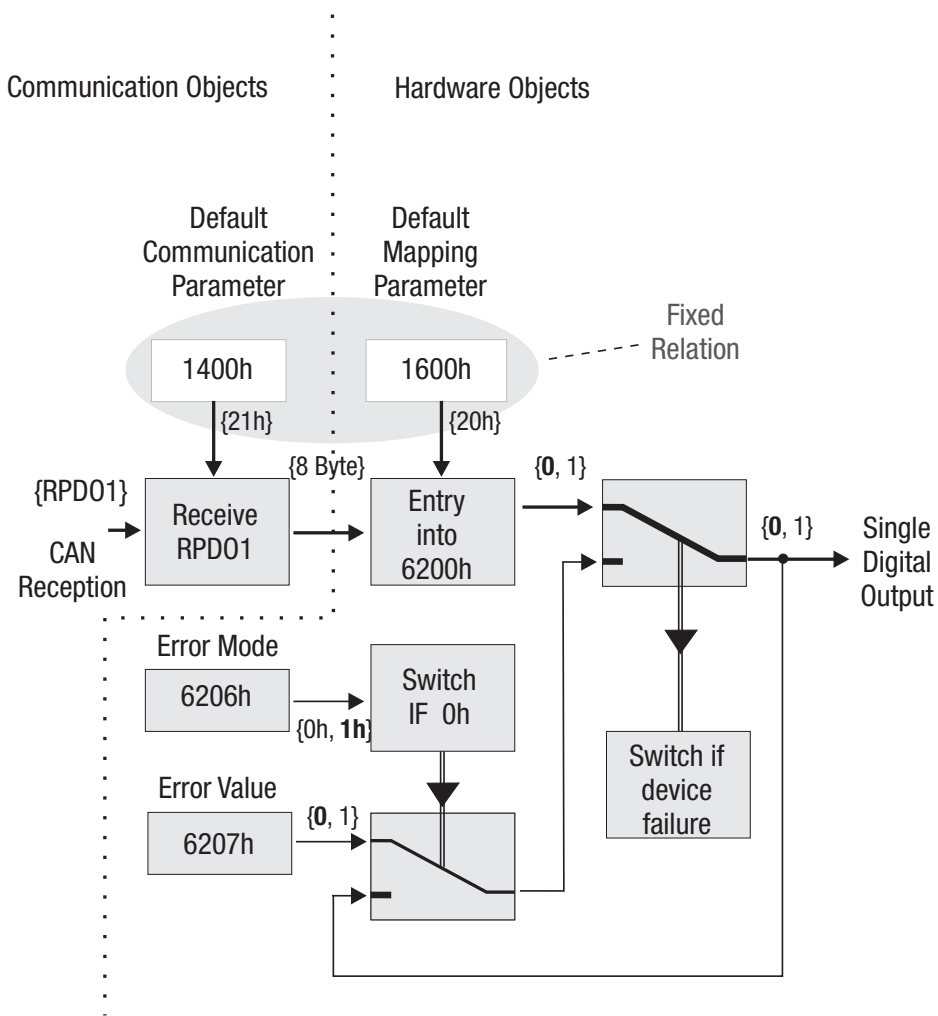 Communication Objects
Hardware Objects
Default
Communication
Parameter
Default
Mapping
Parameter
Fixed
Relation
1400h
1600h
{21h}
{20h}
{RPDO1}
CAN
Reception
Receive
RPDO1
{8 Byte}
Entry
into
6200h
{0, 1}
{0, 1}
Single
Digital
Output
Error Mode
6206h
{0h, 1h}
Switch
IF 0h
Switch if
device
failure
Error Value
6207h
{0, 1}